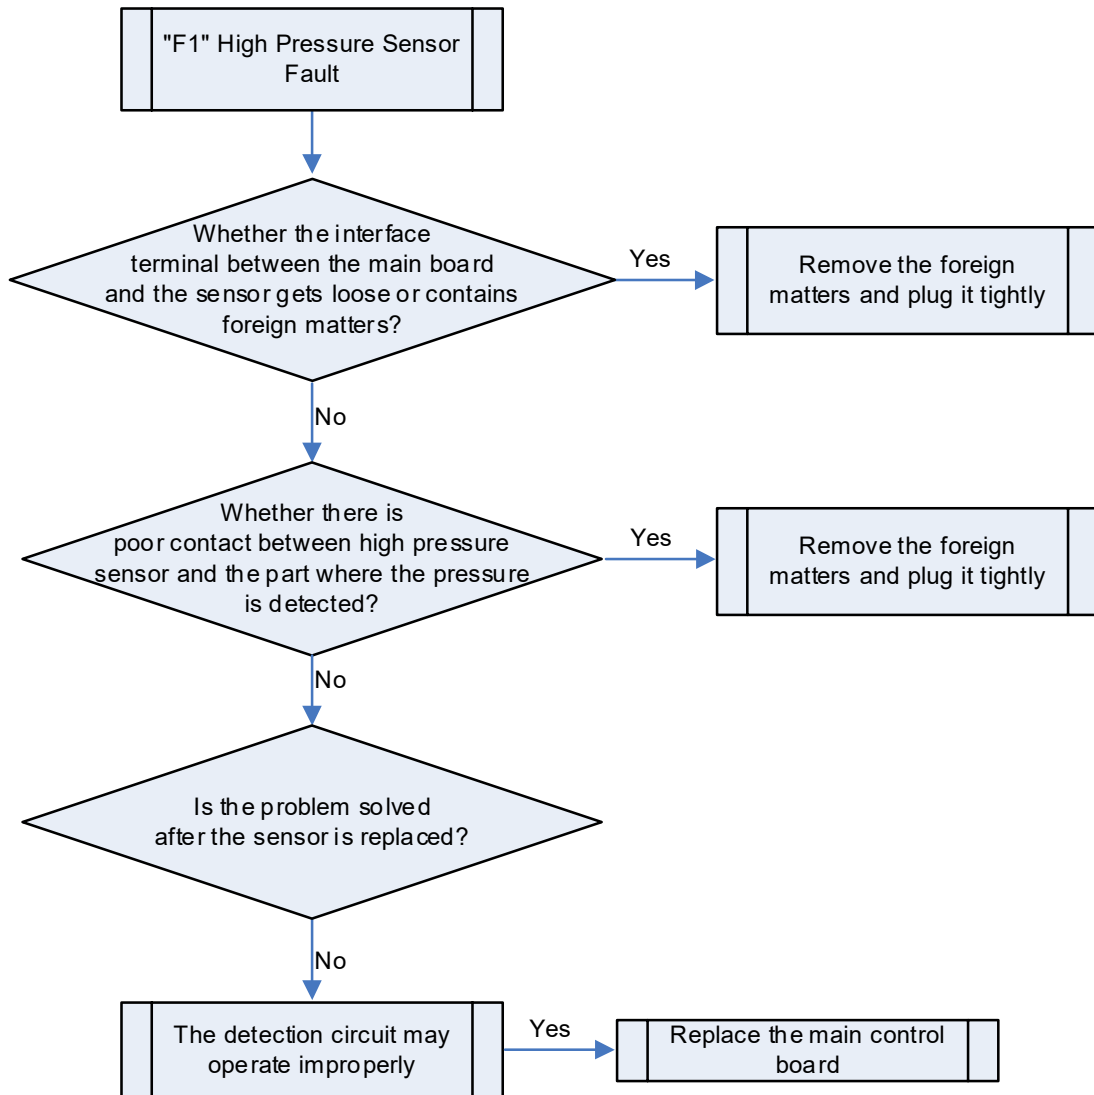 "F1" High Pressure Sensor
Fault
Whether the interface
terminal between the main board
and the sensor gets loose or contains
foreign matters?
Yes
Remove the foreign
matters and plug it tightly
No
Whether there is
poor contact between high pressure
sensor and the part where the pressure
is detected?
Yes
Remove the foreign
matters and plug it tightly
No
Is the problem solved
after the sensor is replaced?
No
The detection circuit may
operate improperly
Yes
Replace the main control
board